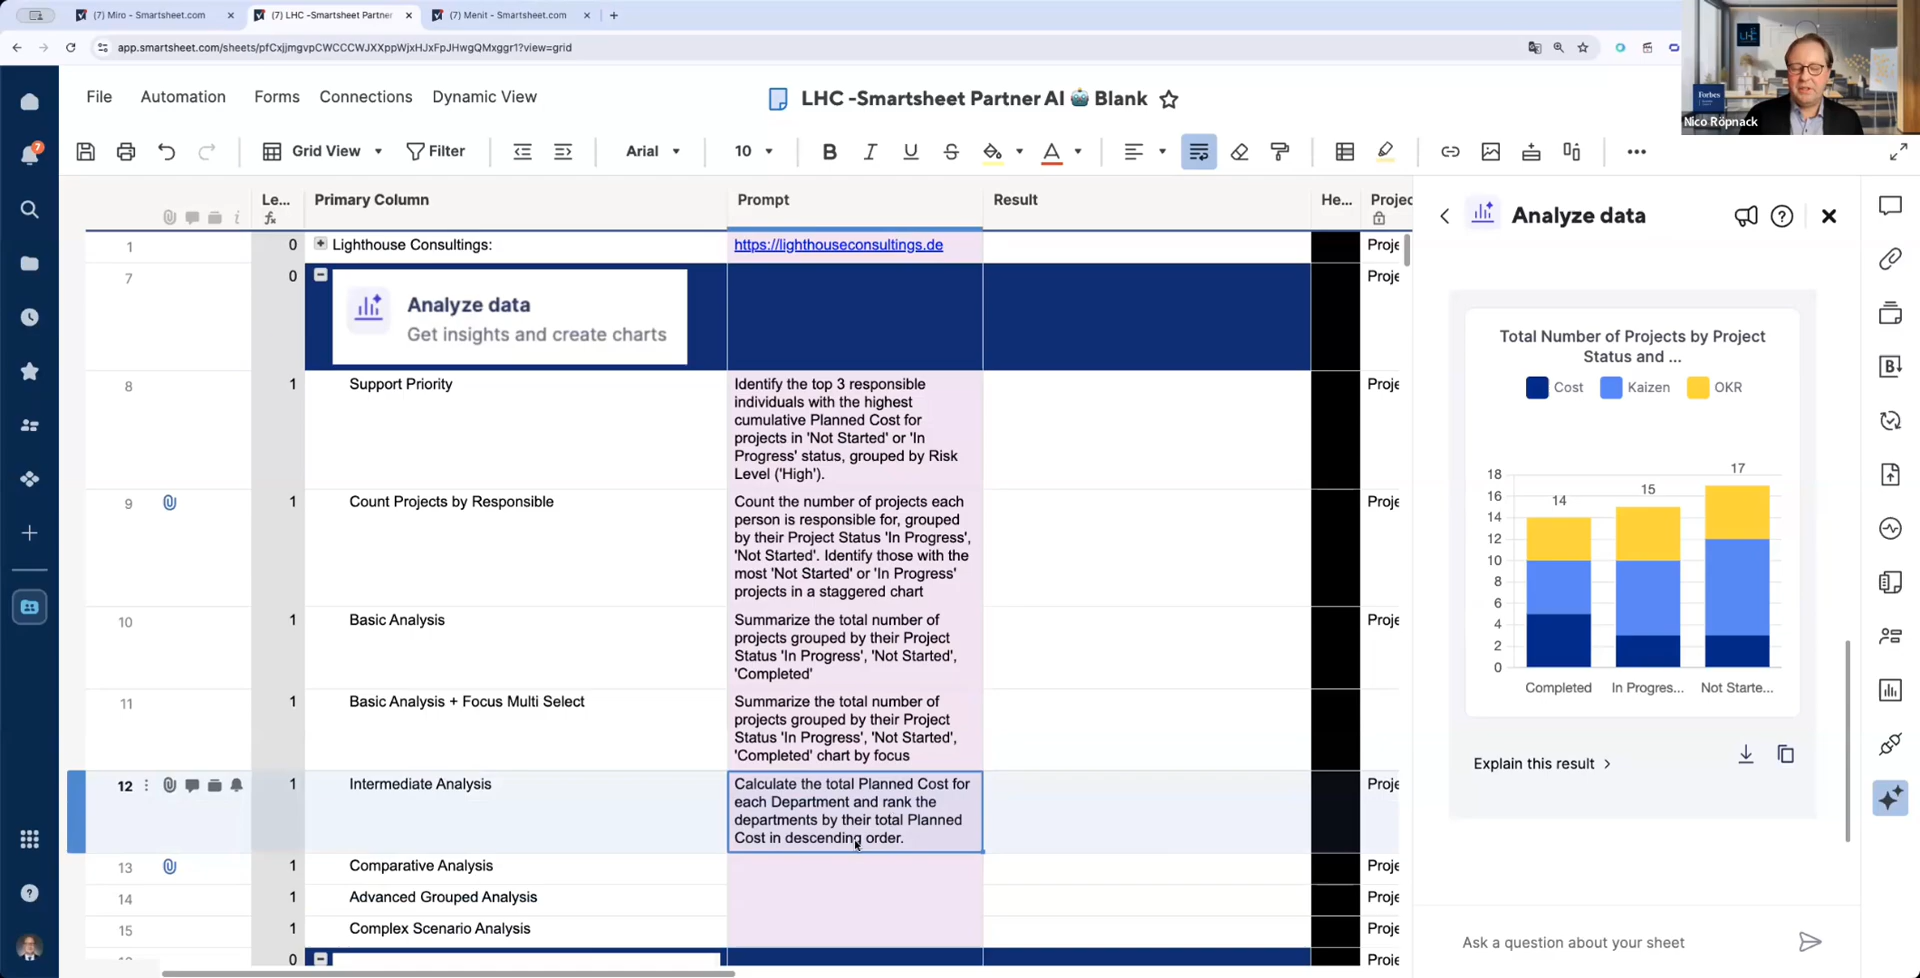 (7) Miro - Smartsheet.com
(7) LHC -Smartsheet Partner
(7) Menit - Smartsheet.com
app.smartsheet.com/sheets/pfCxjjmgvpCWCCCWJXXppWjxHJxFpJHwgQMxggr1?view=grid
File Automation Forms Connections Dynamic View
LHC -Smartsheet Partner AI 🤖 Blank
LHC
Forbes
Nico Röpnack
7
Grid View
Filter
Arial
10
B I U S A
Le... Primary Column Prompt Result He... Projec
fx
1 0 Lighthouse Consultings: https://lighthouseconsultings.de Proje
7 0 Proje
Analyze data
Get insights and create charts
8 1 Support Priority Proje
Identify the top 3 responsible
individuals with the highest
cumulative Planned Cost for
projects in 'Not Started' or 'In
Progress' status, grouped by Risk
Level ('High').
9 1 Count Projects by Responsible
Count the number of projects each
person is responsible for, grouped
by their Project Status 'In Progress',
'Not Started'. Identify those with the
most 'Not Started' or 'In Progress'
projects in a staggered chart
10 1 Basic Analysis Proje
Summarize the total number of
projects grouped by their Project
Status 'In Progress', 'Not Started',
'Completed'
11 1 Basic Analysis + Focus Multi Select
Summarize the total number of
projects grouped by their Project
Status 'In Progress', 'Not Started',
'Completed' chart by focus
12 1 Intermediate Analysis Proje
Calculate the total Planned Cost for
each Department and rank the
departments by their total Planned
Cost in descending order.
13 1 Comparative Analysis Proje
14 1 Advanced Grouped Analysis Proje
15 1 Complex Scenario Analysis Proje
0 Proje
Analyze data
Total Number of Projects by Project
Status and ...
Cost Kaizen OKR
18
16
14
12
10
8
6
4
2
0
14 15 17
Completed In Progres... Not Starte...
Explain this result
Ask a question about your sheet